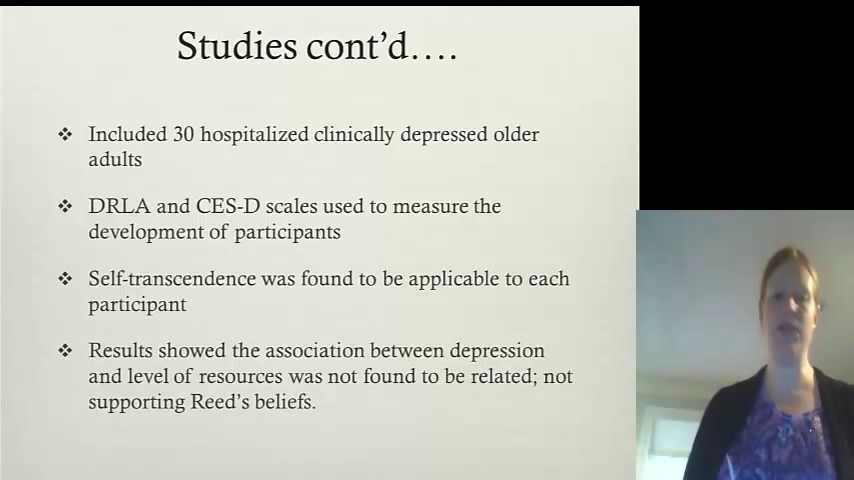 Studies cont’d….
❖ Included 30 hospitalized clinically depressed older
adults
❖ DRLA and CES-D scales used to measure the
development of participants
❖ Self-transcendence was found to be applicable to each
participant
❖ Results showed the association between depression
and level of resources was not found to be related; not
supporting Reed’s beliefs.